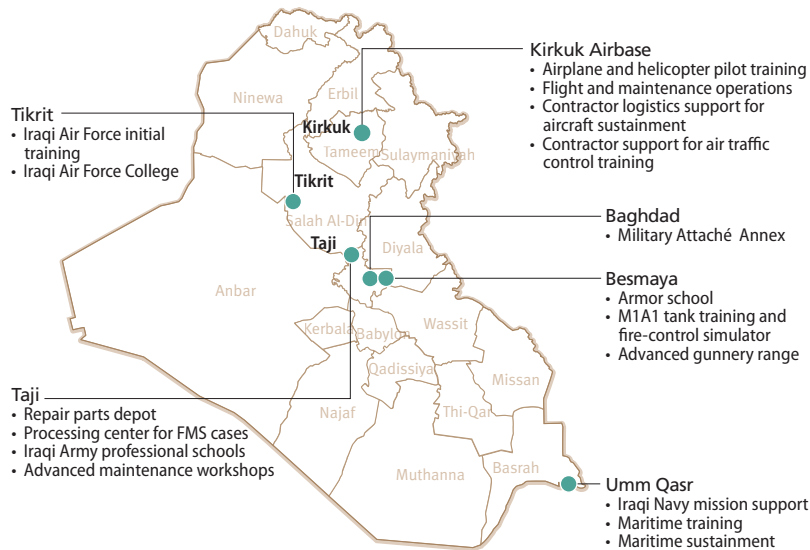 Dahuk
Ninewa
Erbil
Kirkuk
Tameem
Sulaymaniyah
Tikrit
Salah Al-Din
Taji
Diyala
Anbar
Kerbala
Babylon
Wassit
Qadissiya
Najaf
Missan
Thi-Qar
Muthanna
Basrah
Kirkuk Airbase
• Airplane and helicopter pilot training
• Flight and maintenance operations
• Contractor logistics support for
aircraft sustainment
• Contractor support for air traffic
control training
Tikrit
• Iraqi Air Force initial
training
• Iraqi Air Force College
Baghdad
• Military Attaché Annex
Besmaya
• Armor school
• M1A1 tank training and
fire-control simulator
• Advanced gunnery range
Taji
• Repair parts depot
• Processing center for FMS cases
• Iraqi Army professional schools
• Advanced maintenance workshops
Umm Qasr
• Iraqi Navy mission support
• Maritime training
• Maritime sustainment